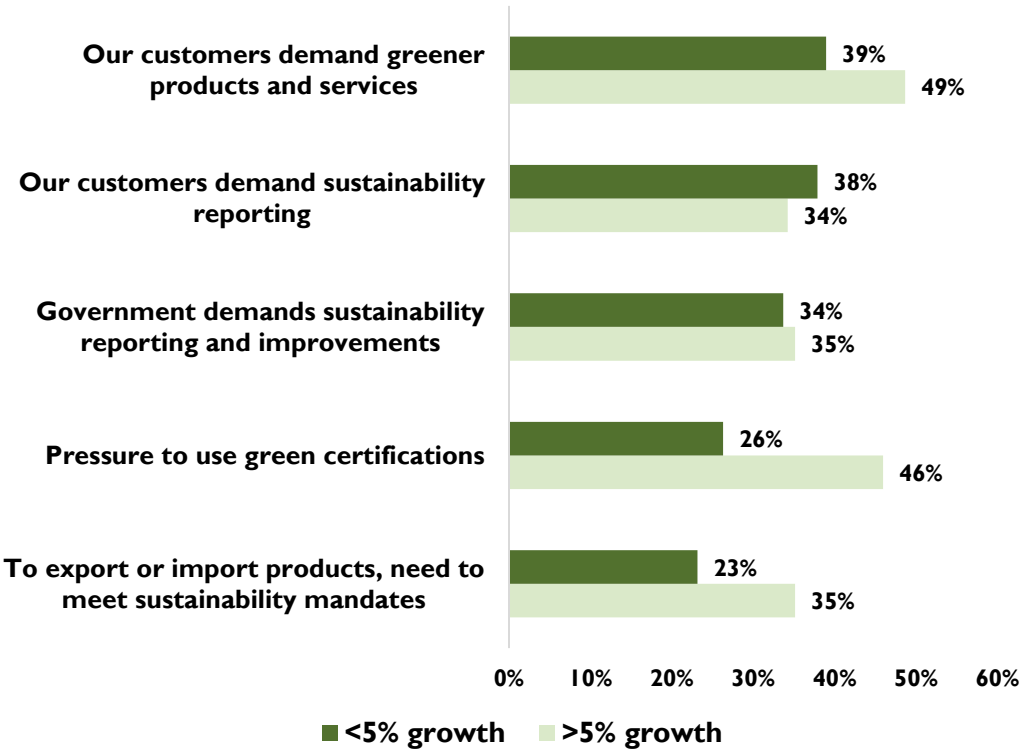 Our customers demand greener
products and services
39%
49%
Our customers demand sustainability
reporting
38%
34%
Government demands sustainability
reporting and improvements
34%
35%
Pressure to use green certifications
26%
46%
To export or import products, need to
meet sustainability mandates
23%
35%
0% 10% 20% 30% 40% 50% 60%
<5% growth >5% growth